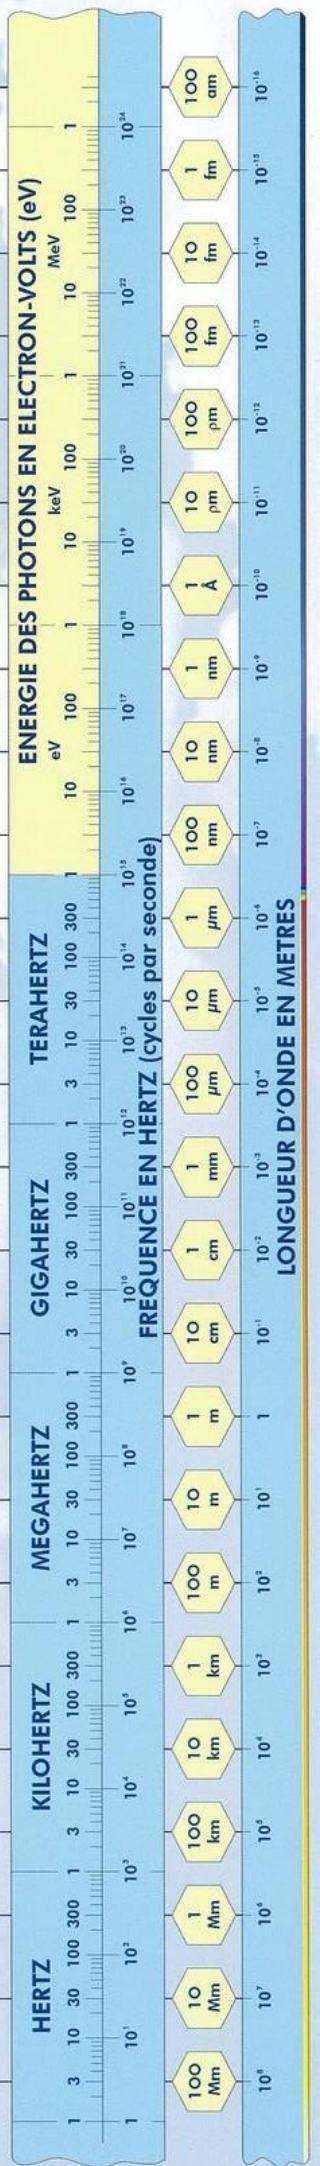 HERTZ KILOHERTZ MEGAHERTZ GIGAHERTZ TERAHERTZ ENERGIE DES PHOTONS EN ELECTRON-VOLTS (eV)
eV keV MeV
1 3 10 30 100 300 1 3 10 30 100 300 1 3 10 30 100 300 1 3 10 30 100 300 1 3 10 30 100 300 1 10 100 1 10 100 1 10 100 1
1 10¹ 10² 10³ 10⁴ 10⁵ 10⁶ 10⁷ 10⁸ 10⁹ 10¹⁰ 10¹¹ 10¹² 10¹³ 10¹⁴ 10¹⁵ 10¹⁶ 10¹⁷ 10¹⁸ 10¹⁹ 10²⁰ 10²¹ 10²² 10²³ 10²⁴
FREQUENCE EN HERTZ (cycles par seconde)
100 Mm
10 Mm
1 Mm
100 km
10 km
1 km
100 m
10 m
1 m
10 cm
1 cm
1 mm
100 µm
10 µm
1 µm
100 nm
10 nm
1 nm
1 Å
10 ρm
100 ρm
100 fm
10 fm
1 fm
100 am
10⁸ 10⁷ 10⁶ 10⁵ 10⁴ 10³ 10² 10¹ 1 10⁻¹ 10⁻² 10⁻³ 10⁻⁴ 10⁻⁵ 10⁻⁶ 10⁻⁷ 10⁻⁸ 10⁻⁹ 10⁻¹⁰ 10⁻¹¹ 10⁻¹² 10⁻¹³ 10⁻¹⁴ 10⁻¹⁵ 10⁻¹⁶
LONGUEUR D'ONDE EN METRES